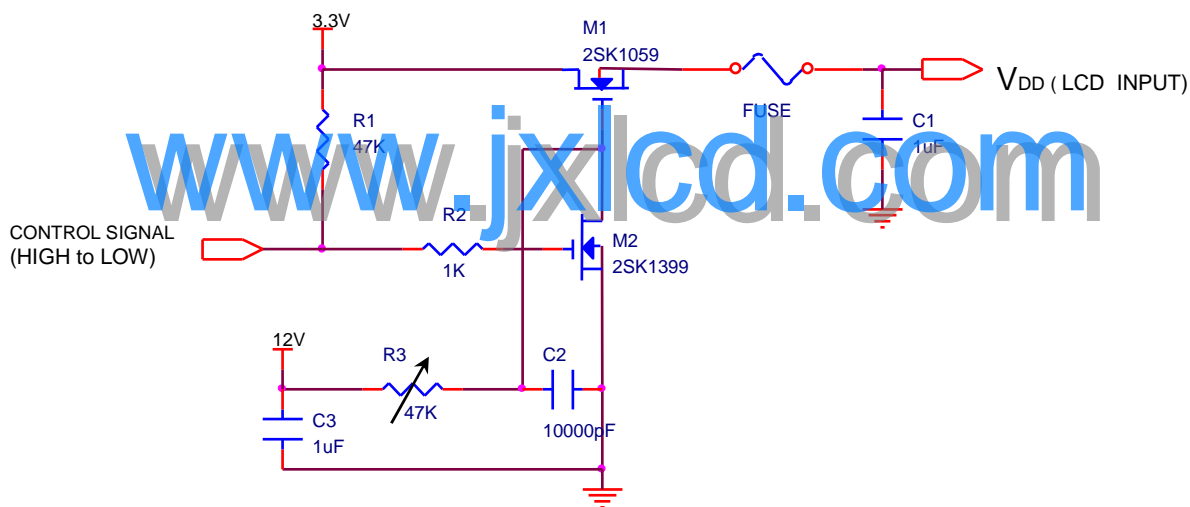 3.3V
M1
2SK1059
VDD ( LCD INPUT)
FUSE
R1
47K
C1
1uF
www.jxlcd.com
R2
CONTROL SIGNAL
(HIGH to LOW)
1K
M2
2SK1399
12V
R3
47K
C2
10000pF
C3
1uF